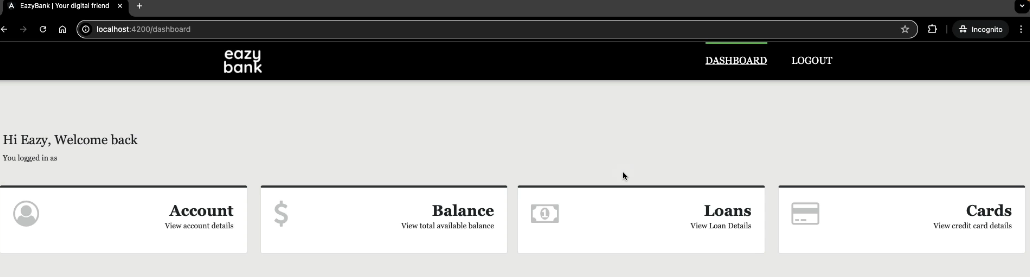 EazyBank | Your digital friend
localhost:4200/dashboard
Incognito
eazy
bank
DASHBOARD
LOGOUT
Hi Eazy, Welcome back
You logged in as
Account
View account details
Balance
View total available balance
1
Loans
View Loan Details
Cards
View credit card details